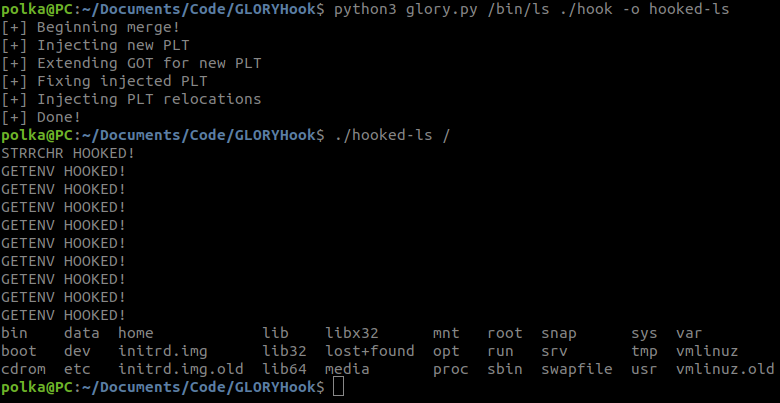 polka@PC:~/Documents/Code/GLORYHook$ python3 glory.py /bin/ls ./hook -o hooked-ls
[+] Beginning merge!
[+] Injecting new PLT
[+] Extending GOT for new PLT
[+] Fixing injected PLT
[+] Injecting PLT relocations
[+] Done!
polka@PC:~/Documents/Code/GLORYHook$ ./hooked-ls /
STRRCHR HOOKED!
GETENV HOOKED!
GETENV HOOKED!
GETENV HOOKED!
GETENV HOOKED!
GETENV HOOKED!
GETENV HOOKED!
GETENV HOOKED!
GETENV HOOKED!
GETENV HOOKED!
bin    data  home            lib    libx32      mnt   root  snap      sys  var
boot   dev   initrd.img      lib32  lost+found  opt   run   srv       tmp  vmlinuz
cdrom  etc   initrd.img.old  lib64  media       proc  sbin  swapfile  usr  vmlinuz.old
polka@PC:~/Documents/Code/GLORYHook$